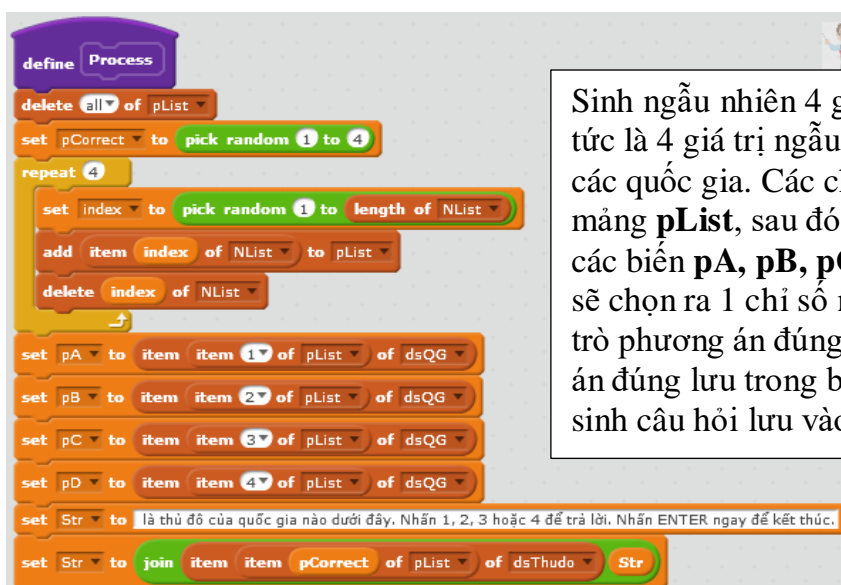 define Process
delete all of pList
set pCorrect to pick random 1 to 4
repeat 4
set index to pick random 1 to length of NList
add item index of NList to pList
delete index of NList
set pA to item item 1 of pList of dsQG
set pB to item item 2 of pList of dsQG
set pC to item item 3 of pList of dsQG
set pD to item item 4 of pList of dsQG
set Str to là thủ đô của quốc gia nào dưới đây. Nhấn 1, 2, 3 hoặc 4 để trả lời. Nhấn ENTER ngay để kết thúc.
set Str to join item item pCorrect of pList of dsThudo Str
Sinh ngẫu nhiên 4
tức là 4 giá trị ngẫu
các quốc gia. Các
mảng pList, sau đó
các biến pA, pB,
sẽ chọn ra 1 chỉ số
trò phương án đúng
án đúng lưu trong
sinh câu hỏi lưu